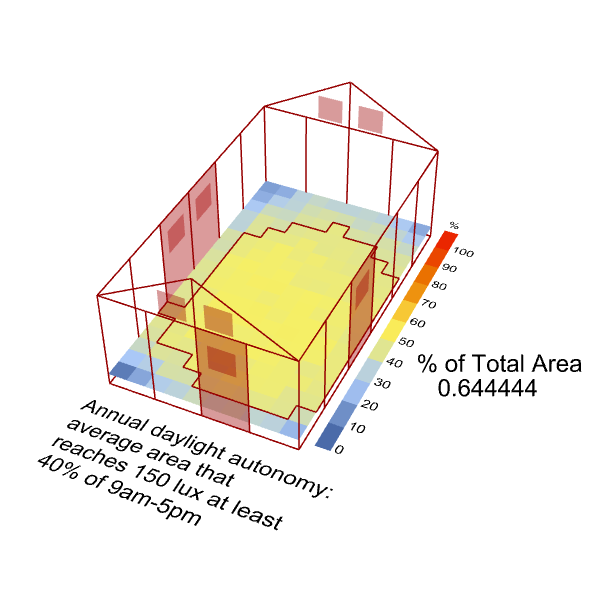 %
100
90
80
70
60
50
40
30
20
10
0
% of Total Area
0.644444
Annual daylight autonomy:
average area that
reaches 150 lux at least
40% of 9am-5pm